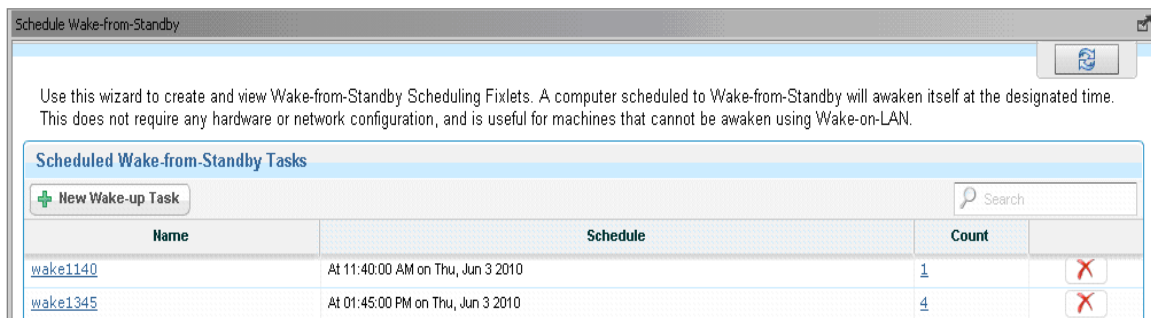 Schedule Wake-from-Standby
Use this wizard to create and view Wake-from-Standby Scheduling Fixlets. A computer scheduled to Wake-from-Standby will awaken itself at the designated time.
This does not require any hardware or network configuration, and is useful for machines that cannot be awaken using Wake-on-LAN.
Scheduled Wake-from-Standby Tasks
New Wake-up Task
Search
Name Schedule Count
wake1140 At 11:40:00 AM on Thu, Jun 3 2010 1
wake1345 At 01:45:00 PM on Thu, Jun 3 2010 4